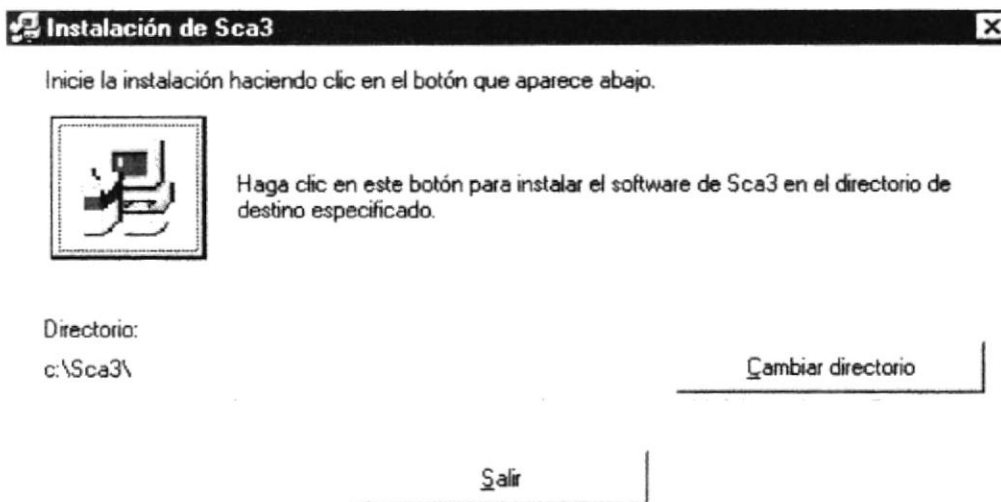 Instalación de Sca3
Inicie la instalación haciendo clic en el botón que aparece abajo.
Haga clic en este botón para instalar el software de Sca3 en el directorio de
destino especificado.
Directorio:
c:\Sca3\
Cambiar directorio
Salir